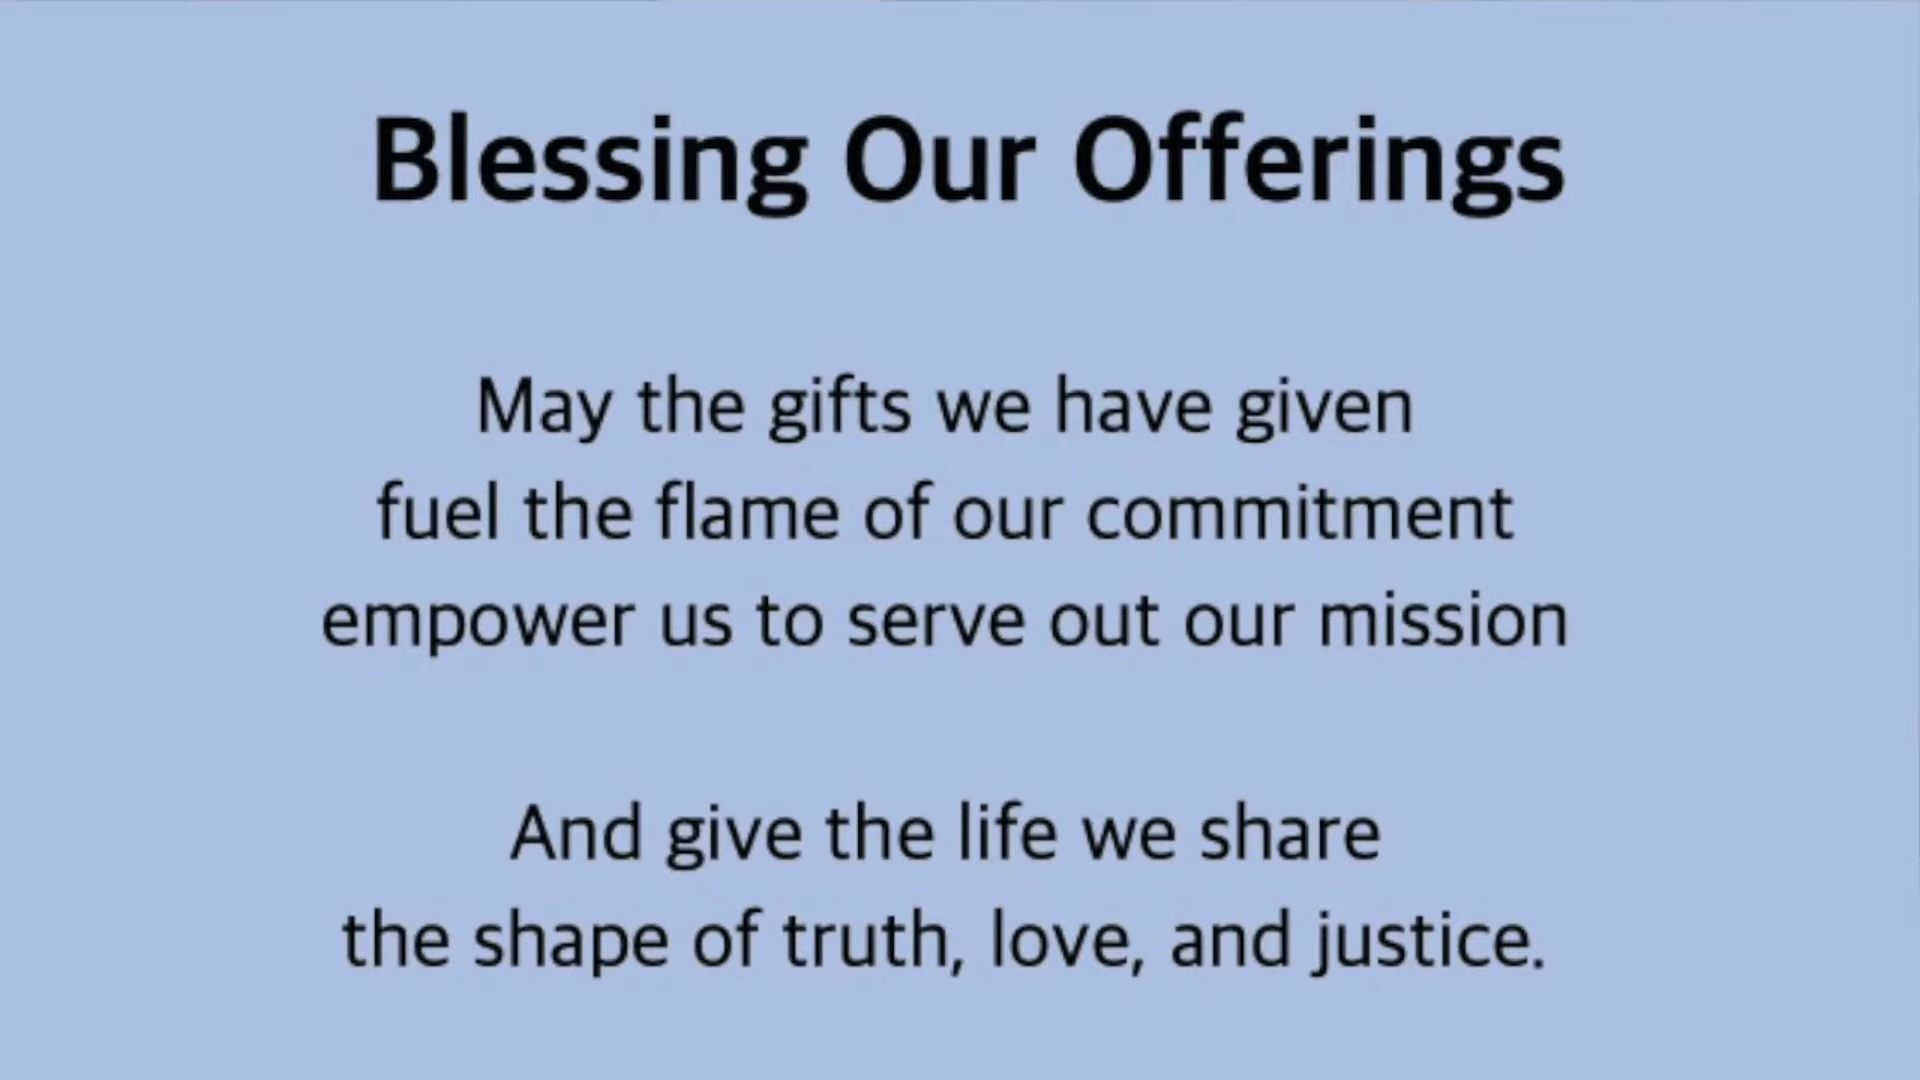 Blessing Our Offerings
May the gifts we have given
fuel the flame of our commitment
empower us to serve out our mission
And give the life we share
the shape of truth, love, and justice.